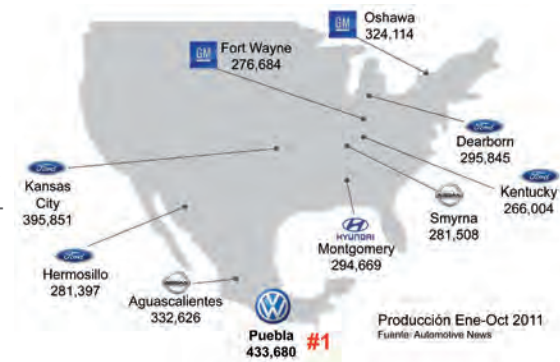 GM
Oshawa
324,114
GM
Fort Wayne
276,684
Ford
Dearborn
295,845
Ford
Kansas
City
395,851
Ford
Kentucky
266,004
NISSAN
Smyrna
281,508
HYUNDAI
Montgomery
294,669
Ford
Hermosillo
281,397
NISSAN
Aguascalientes
332,626
Puebla
433,680
#1
Producción Ene-Oct 2011
Fuente: Automotive News